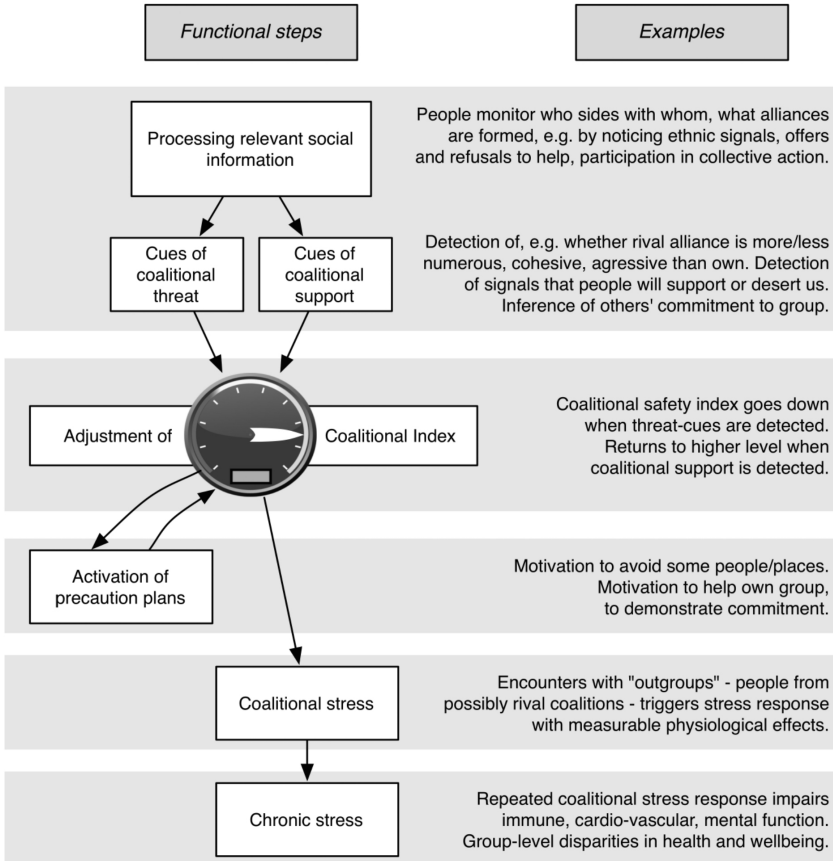 Functional steps
Examples
Processing relevant social
information
People monitor who sides with whom, what alliances
are formed, e.g. by noticing ethnic signals, offers
and refusals to help, participation in collective action.
Cues of
coalitional
threat
Cues of
coalitional
support
Detection of, e.g. whether rival alliance is more/less
numerous, cohesive, agressive than own. Detection
of signals that people will support or desert us.
Inference of others' commitment to group.
Adjustment of
Coalitional Index
Coalitional safety index goes down
when threat-cues are detected.
Returns to higher level when
coalitional support is detected.
Activation of
precaution plans
Motivation to avoid some people/places.
Motivation to help own group,
to demonstrate commitment.
Coalitional stress
Encounters with "outgroups" - people from
possibly rival coalitions - triggers stress response
with measurable physiological effects.
Chronic stress
Repeated coalitional stress response impairs
immune, cardio-vascular, mental function.
Group-level disparities in health and wellbeing.